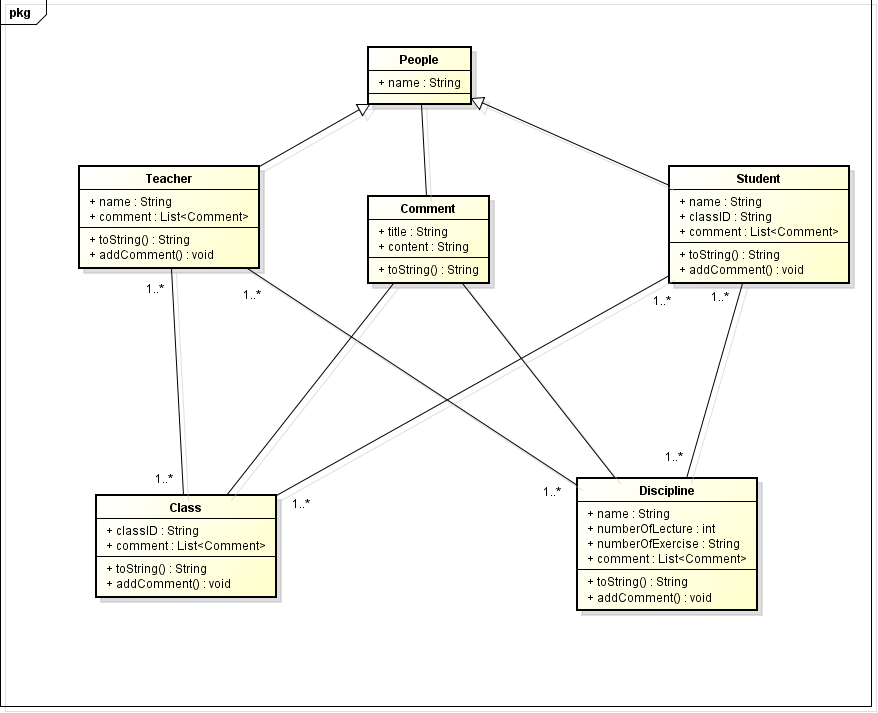 pkg
People
+ name : String
Teacher
+ name : String
+ comment : List<Comment>
+ toString() : String
+ addComment() : void
Comment
+ title : String
+ content : String
+ toString() : String
Student
+ name : String
+ classID : String
+ comment : List<Comment>
+ toString() : String
+ addComment() : void
1..*
1..*
1..*
1..*
1..*
1..*
1..*
1..*
Class
+ classID : String
+ comment : List<Comment>
+ toString() : String
+ addComment() : void
Discipline
+ name : String
+ numberOfLecture : int
+ numberOfExercise : String
+ comment : List<Comment>
+ toString() : String
+ addComment() : void